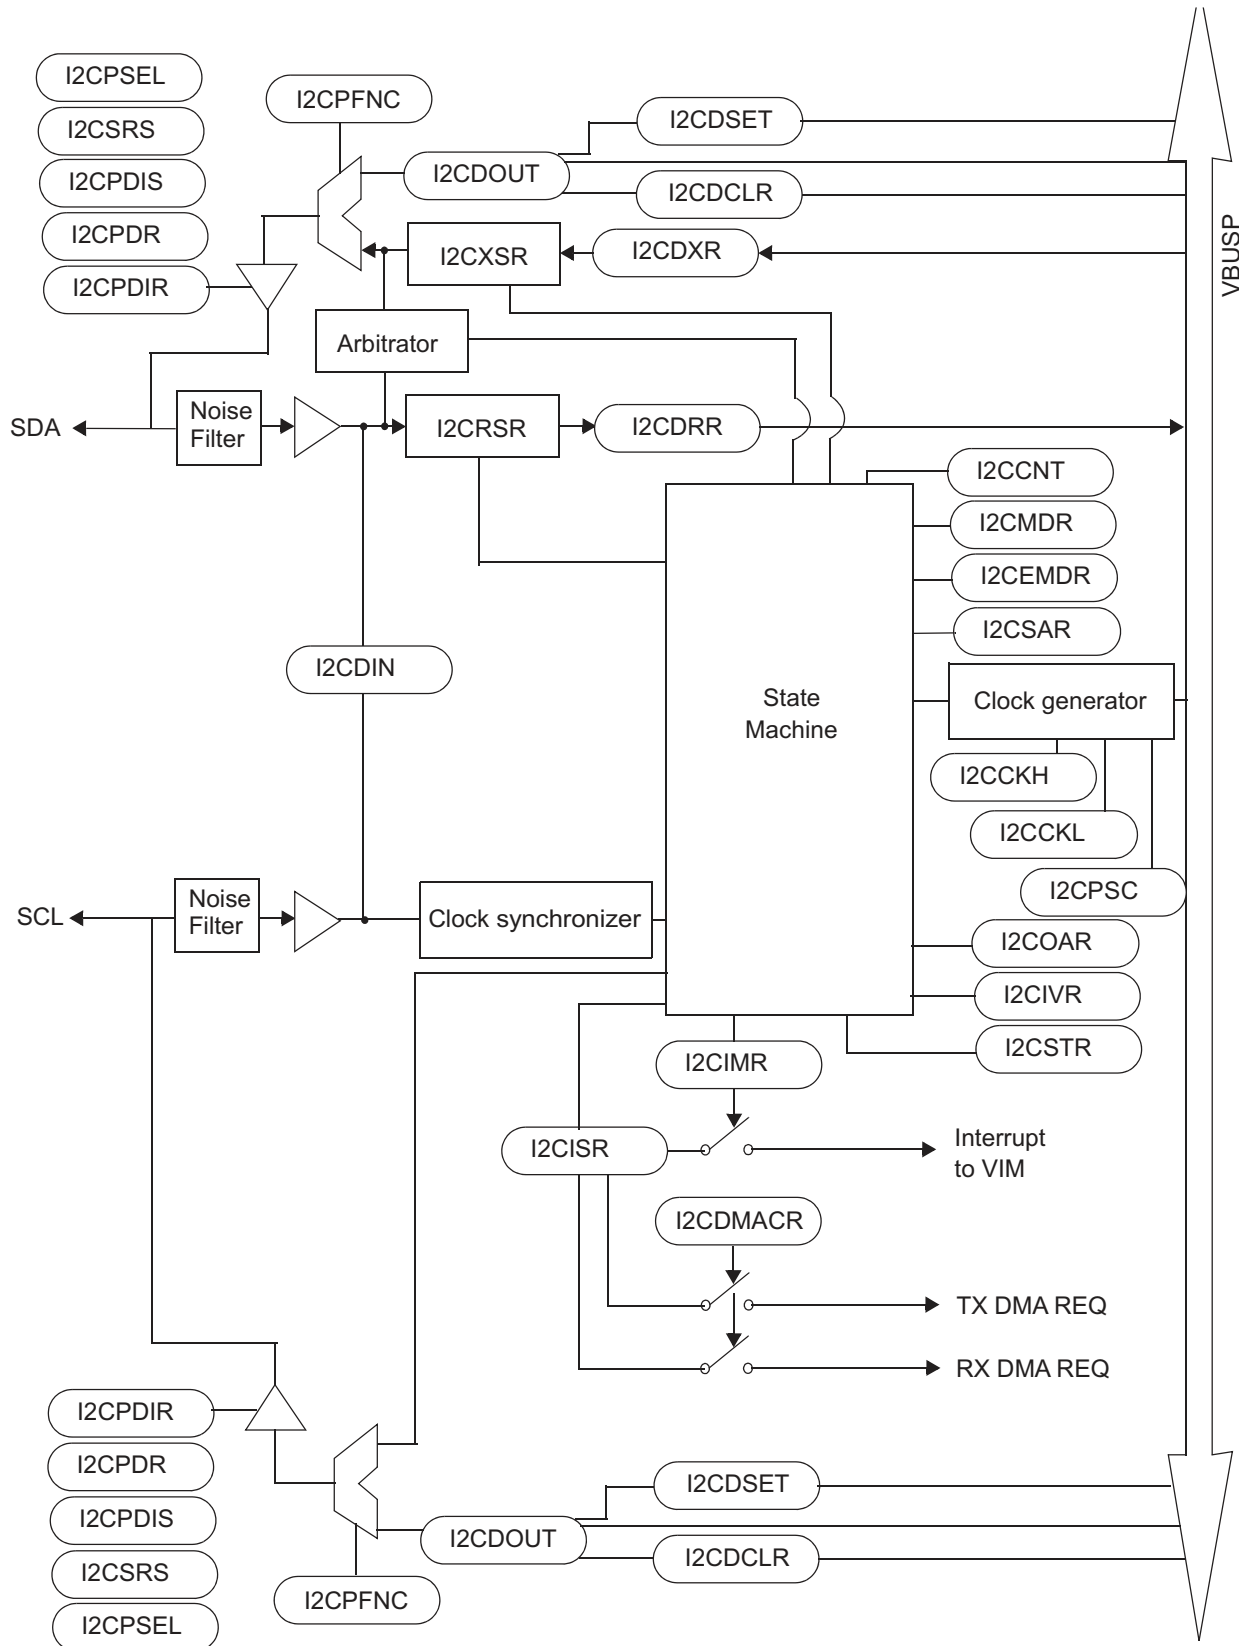 I2CPSEL
I2CSRS
I2CPDIS
I2CPDR
I2CPDIR
I2CPFNC
I2CDOUT
I2CDSET
I2CDCLR
I2CXSR
I2CDXR
VBUSP
Arbitrator
SDA
Noise
Filter
I2CRSR
I2CDRR
I2CCNT
I2CMDR
I2CEMDR
I2CSAR
I2CDIN
State
Machine
Clock generator
I2CCKH
I2CCKL
I2CPSC
SCL
Noise
Filter
Clock synchronizer
I2COAR
I2CIVR
I2CSTR
I2CIMR
I2CISR
Interrupt
to VIM
I2CDMACR
TX DMA REQ
RX DMA REQ
I2CPDIR
I2CPDR
I2CPDIS
I2CSRS
I2CPSEL
I2CPFNC
I2CDOUT
I2CDSET
I2CDCLR